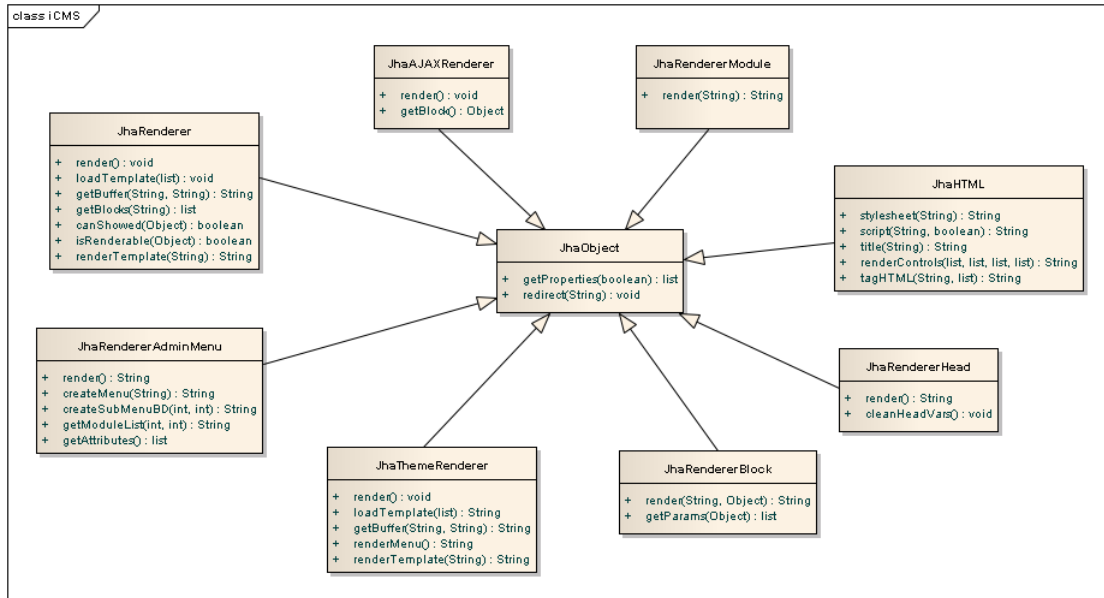 class iCMS
JhaAJAXRenderer
+ render() : void
+ getBlock() : Object
JhaRendererModule
+ render(String) : String
JhaRenderer
+ render() : void
+ loadTemplate(list) : void
+ getBuffer(String, String) : String
+ getBlocks(String) : list
+ canShowed(Object) : boolean
+ isRenderable(Object) : boolean
+ renderTemplate(String) : String
JhaHTML
+ stylesheet(String) : String
+ script(String, boolean) : String
+ title(String) : String
+ renderControls(list, list, list, list) : String
+ tagHTML(String, list) : String
JhaObject
+ getProperties(boolean) : list
+ redirect(String) : void
JhaRendererAdminMenu
+ render() : String
+ createMenu(String) : String
+ createSubMenuBD(int, int) : String
+ getModuleList(int, int) : String
+ getAttributes() : list
JhaRendererHead
+ render() : String
+ cleanHeadVars() : void
JhaThemeRenderer
+ render() : void
+ loadTemplate(list) : String
+ getBuffer(String, String) : String
+ renderMenu() : String
+ renderTemplate(String) : String
JhaRendererBlock
+ render(String, Object) : String
+ getParams(Object) : list